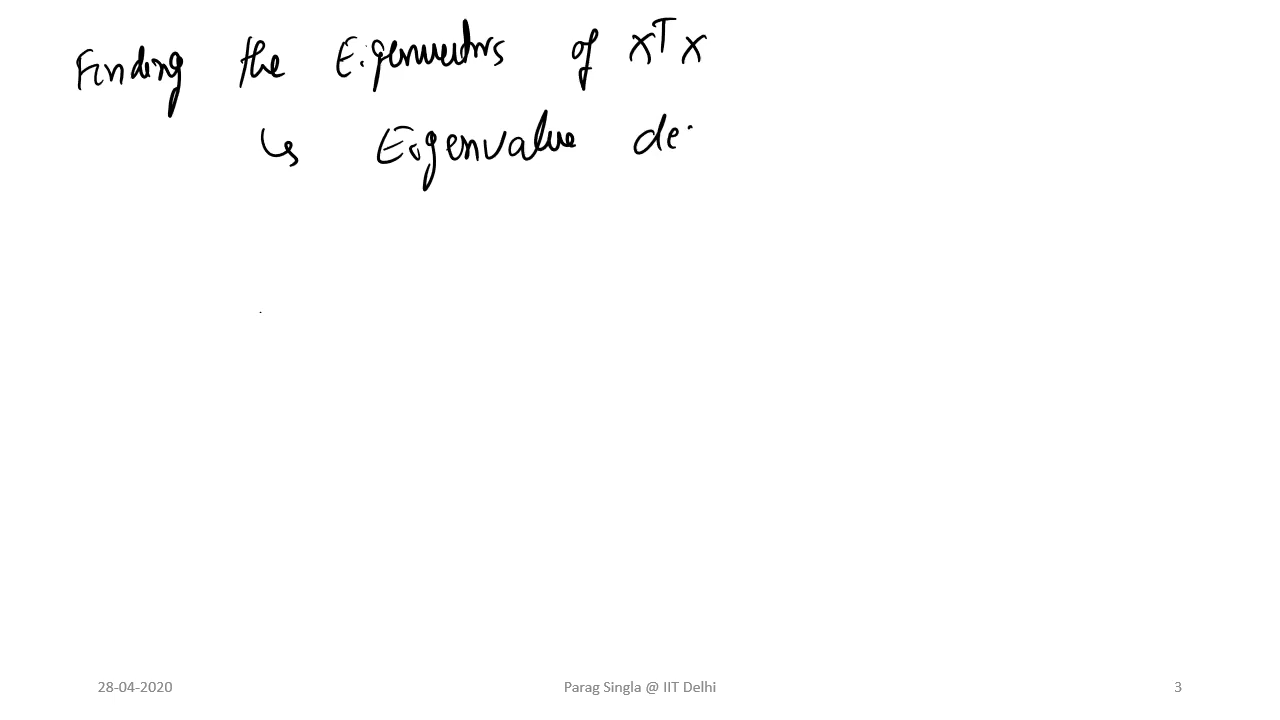 Finding the Eigenvectors of XᵀX
↳ Eigenvalue de
28-04-2020
Parag Singla @ IIT Delhi
3